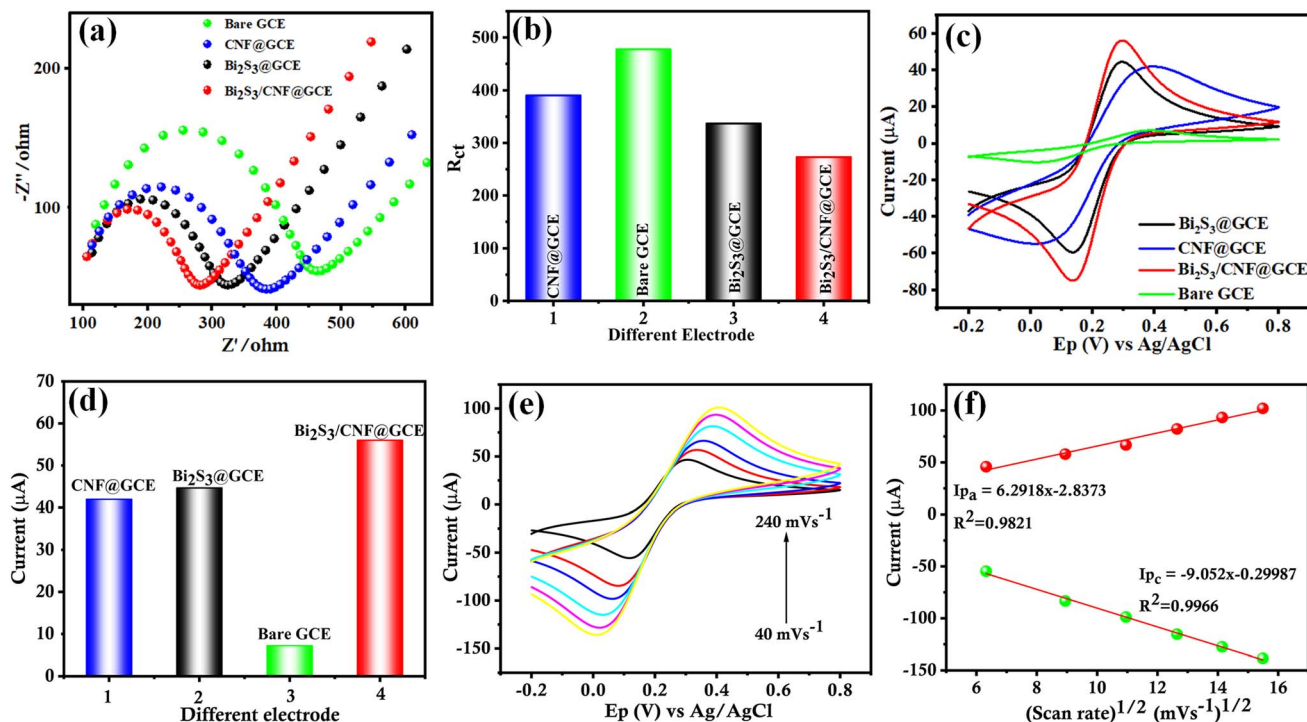 (a)
Bare GCE
CNF@GCE
Bi₂S₃@GCE
Bi₂S₃/CNF@GCE
200
100
-Z''/ohm
100 200 300 400 500 600
Z'/ohm
(b)
500
400
300
200
100
0
Rct
CNF@GCE
Bare GCE
Bi₂S₃@GCE
Bi₂S₃/CNF@GCE
1 2 3 4
Different Electrode
(c)
60
40
20
0
-20
-40
-60
-80
Current (µA)
Bi₂S₃@GCE
CNF@GCE
Bi₂S₃/CNF@GCE
Bare GCE
-0.2 0.0 0.2 0.4 0.6 0.8
Ep (V) vs Ag/AgCl
(d)
70
60
50
40
30
20
10
0
Current (µA)
CNF@GCE
Bi₂S₃@GCE
Bare GCE
Bi₂S₃/CNF@GCE
1 2 3 4
Different electrode
(e)
100
50
0
-50
-100
-150
Current (µA)
240 mVs⁻¹
40 mVs⁻¹
-0.2 0.0 0.2 0.4 0.6 0.8
Ep (V) vs Ag/AgCl
(f)
100
50
0
-50
-100
-150
Current (µA)
Ipₐ = 6.2918x-2.8373
R²=0.9821
Ip꜀ = -9.052x-0.29987
R²=0.9966
6 8 10 12 14 16
(Scan rate)^1/2 (mVs⁻¹)^1/2